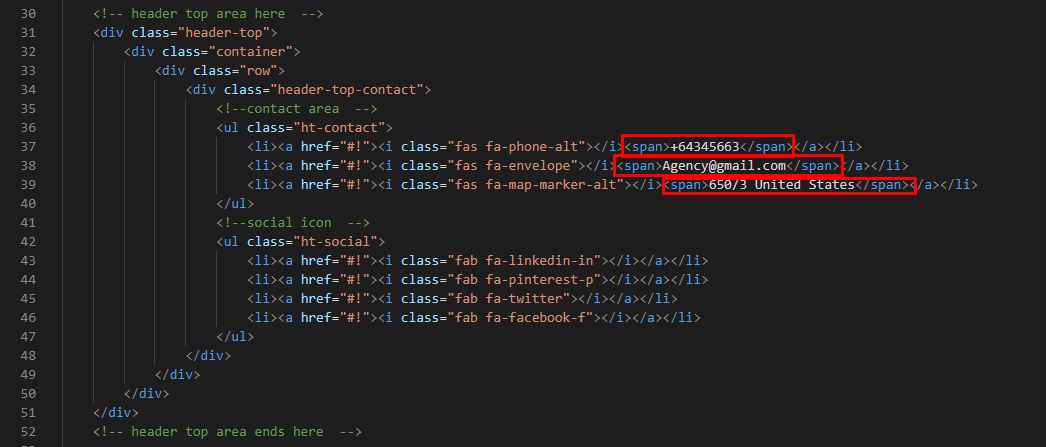 30 <!-- header top area here  -->
31 <div class="header-top">
32 <div class="container">
33 <div class="row">
34 <div class="header-top-contact">
35 <!--contact area  -->
36 <ul class="ht-contact">
37 <li><a href="#!"><i class="fas fa-phone-alt"></i><span>+64345663</span></a></li>
38 <li><a href="#!"><i class="fas fa-envelope"></i><span>Agency@gmail.com</span></a></li>
39 <li><a href="#!"><i class="fas fa-map-marker-alt"></i><span>650/3 United States</span></a></li>
40 </ul>
41 <!--social icon  -->
42 <ul class="ht-social">
43 <li><a href="#!"><i class="fab fa-linkedin-in"></i></a></li>
44 <li><a href="#!"><i class="fab fa-pinterest-p"></i></a></li>
45 <li><a href="#!"><i class="fab fa-twitter"></i></a></li>
46 <li><a href="#!"><i class="fab fa-facebook-f"></i></a></li>
47 </ul>
48 </div>
49 </div>
50 </div>
51 </div>
52 <!-- header top area ends here  -->